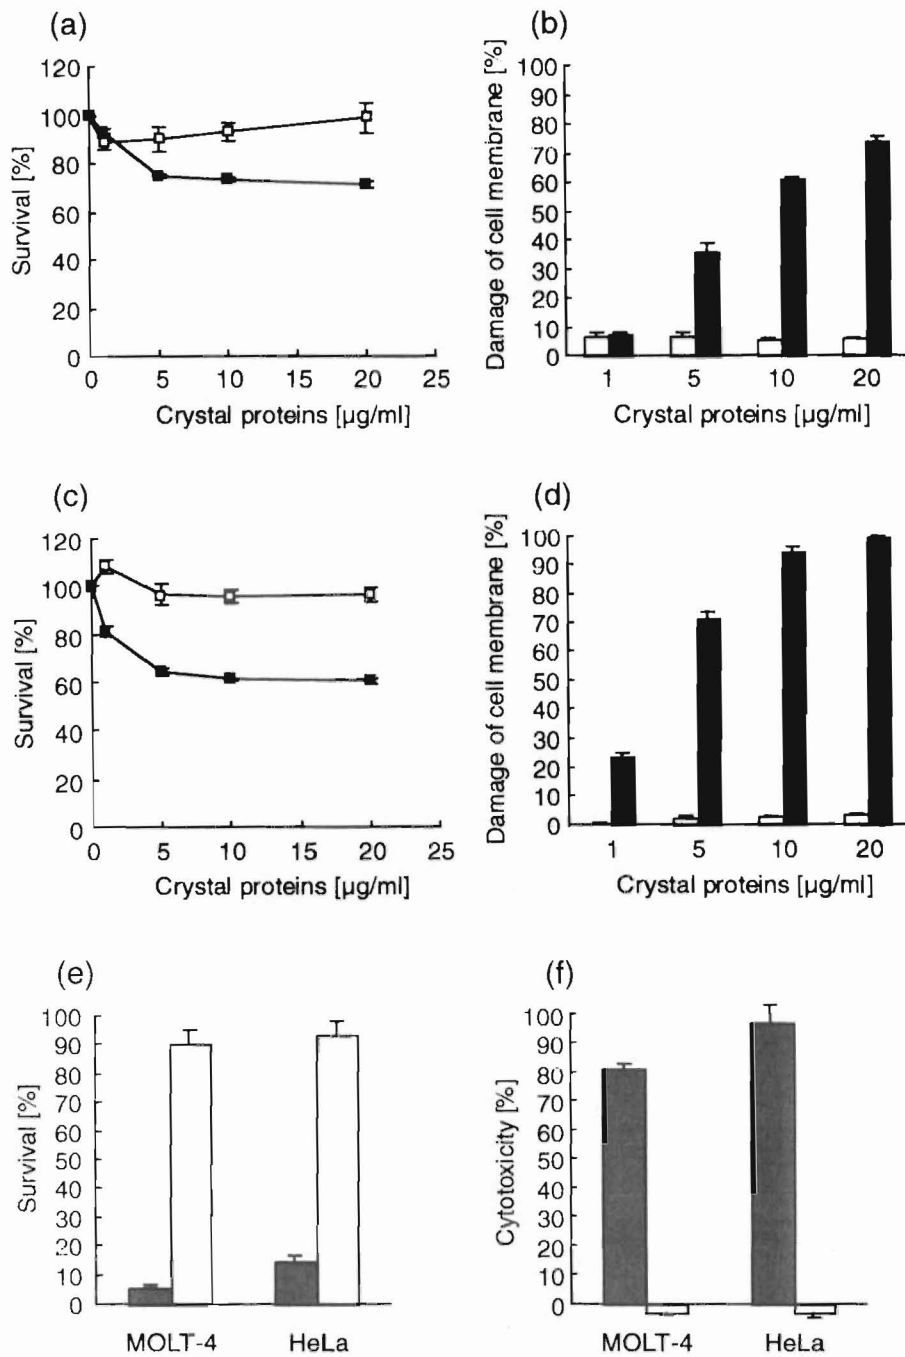 (a)
Survival [%]
120
100
80
60
40
20
0
0 5 10 15 20 25
Crystal proteins [µg/ml]
(b)
Damage of cell membrane [%]
100
90
80
70
60
50
40
30
20
10
0
1 5 10 20
Crystal proteins [µg/ml]
(c)
Survival [%]
120
100
80
60
40
20
0
0 5 10 15 20 25
Crystal proteins [µg/ml]
(d)
Damage of cell membrane [%]
100
90
80
70
60
50
40
30
20
10
0
1 5 10 20
Crystal proteins [µg/ml]
(e)
Survival [%]
100
90
80
70
60
50
40
30
20
10
0
MOLT-4 HeLa
(f)
Cytotoxicity [%]
100
90
80
70
60
50
40
30
20
10
0
MOLT-4 HeLa